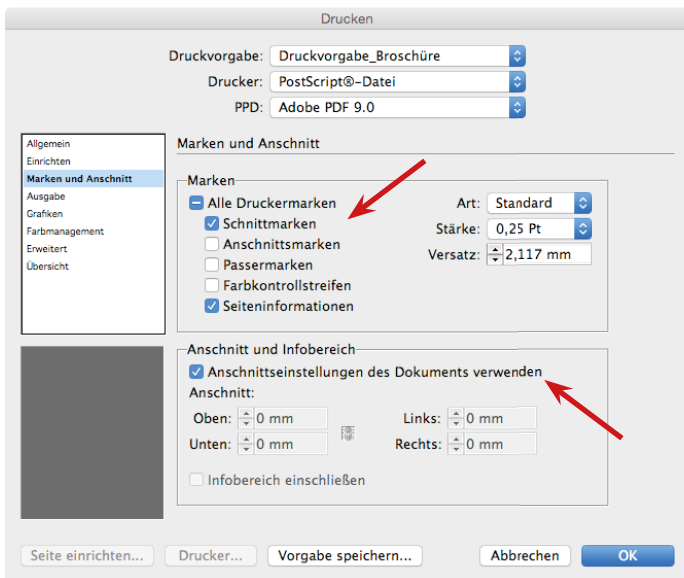 Drucken
Druckvorgabe: Druckvorgabe_Broschüre
Drucker: PostScript®-Datei
PPD: Adobe PDF 9.0
Allgemein
Einrichten
Marken und Anschnitt
Ausgabe
Grafiken
Farbmanagement
Erweitert
Übersicht
Marken und Anschnitt
Marken
Alle Druckermarken
Schnittmarken
Anschnittsmarken
Passermarken
Farbkontrollstreifen
Seiteninformationen
Art: Standard
Stärke: 0,25 Pt
Versatz: 2,117 mm
Anschnitt und Infobereich
Anschnittseinstellungen des Dokuments verwenden
Anschnitt:
Oben: 0 mm Links: 0 mm
Unten: 0 mm Rechts: 0 mm
Infobereich einschließen
Seite einrichten... Drucker... Vorgabe speichern... Abbrechen OK